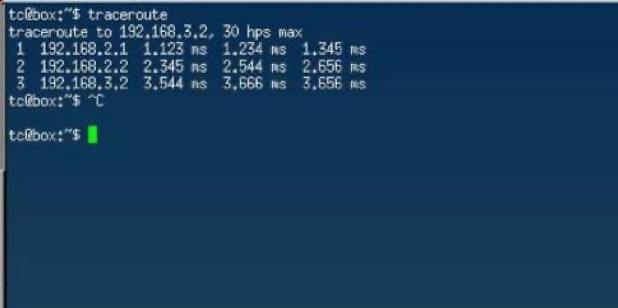 tc@box:~$ traceroute
traceroute to 192.168.3.2, 30 hps max
1 192.168.2.1 1.123 ms 1.234 ms 1.345 ms
2 192.168.2.2 2.345 ms 2.544 ms 2.656 ms
3 192.168.3.2 3.544 ms 3.666 ms 3.656 ms
tc@box:~$ ^C
tc@box:~$